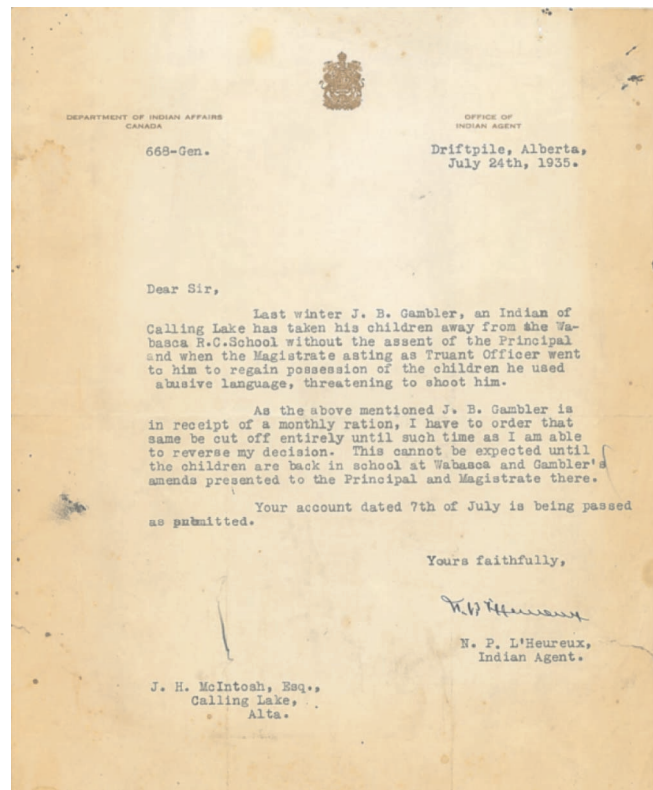 DEPARTMENT OF INDIAN AFFAIRS
CANADA
OFFICE OF
INDIAN AGENT
668-Gen.
Driftpile, Alberta,
July 24th, 1935.
Dear Sir,
Last winter J. B. Gambler, an Indian of
Calling Lake has taken his children away from the Wa-
basca R.C.School without the assent of the Principal
and when the Magistrate asting as Truant Officer went
to him to regain possession of the children he used
abusive language, threatening to shoot him.
As the above mentioned J. B. Gambler is
in receipt of a monthly ration, I have to order that
same be cut off entirely until such time as I am able
to reverse my decision. This cannot be expected until
the children are back in school at Wabasca and Gambler's
amends presented to the Principal and Magistrate there.
Your account dated 7th of July is being passed
as submitted.
Yours faithfully,
N. P. L'Heureux,
Indian Agent.
J. H. McIntosh, Esq.,
Calling Lake,
Alta.